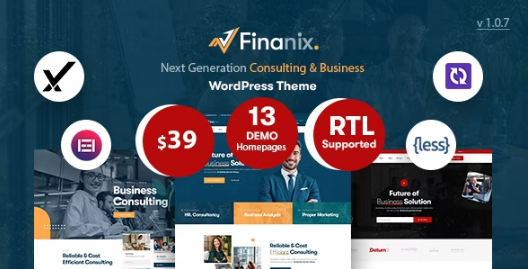 v 1.0.7
Finanix.
Next Generation Consulting & Business
WordPress Theme
$39
13
DEMO
Homepages
RTL
Supported
{less}
Business
Consulting
Future of
Business Solution
HR. Consultancy
Business Analysis
Proper Marketing
Reliable & Cost
Efficient Consulting
Reliable & Cost
Efficient Consulting
Future of
Business Solution
Datum